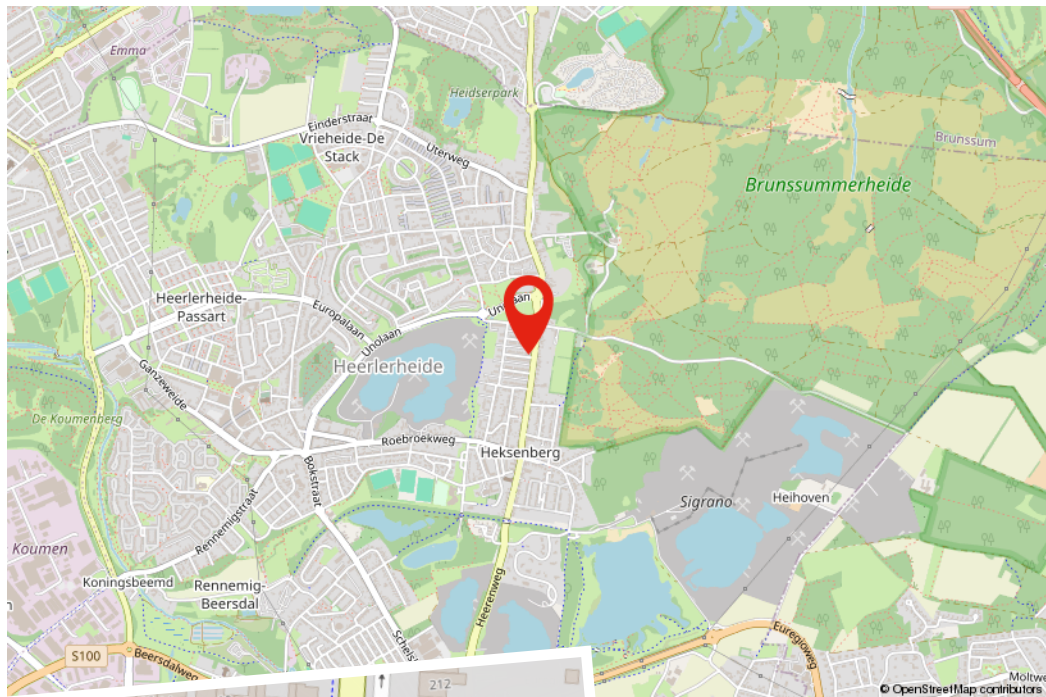 Emma
Heidserpark
Einderstraat
Vrieheide-De
Stack
Uterweg
Brunssum
Brunssummerheide
Heerlerheide-
Passart
Europalaan
Unolaan
Unolaan
Heerlerheide
Ganzeweide
De Koumenberg
Roebroekweg
Heksenberg
Bokstraat
Sigrano
Heihoven
Rennemigstraat
Koumen
Koningsbeemd
Rennemig-
Beersdal
Heerenweg
Euregioweg
S100
Beersdalweg
212
© OpenStreetMap contributors